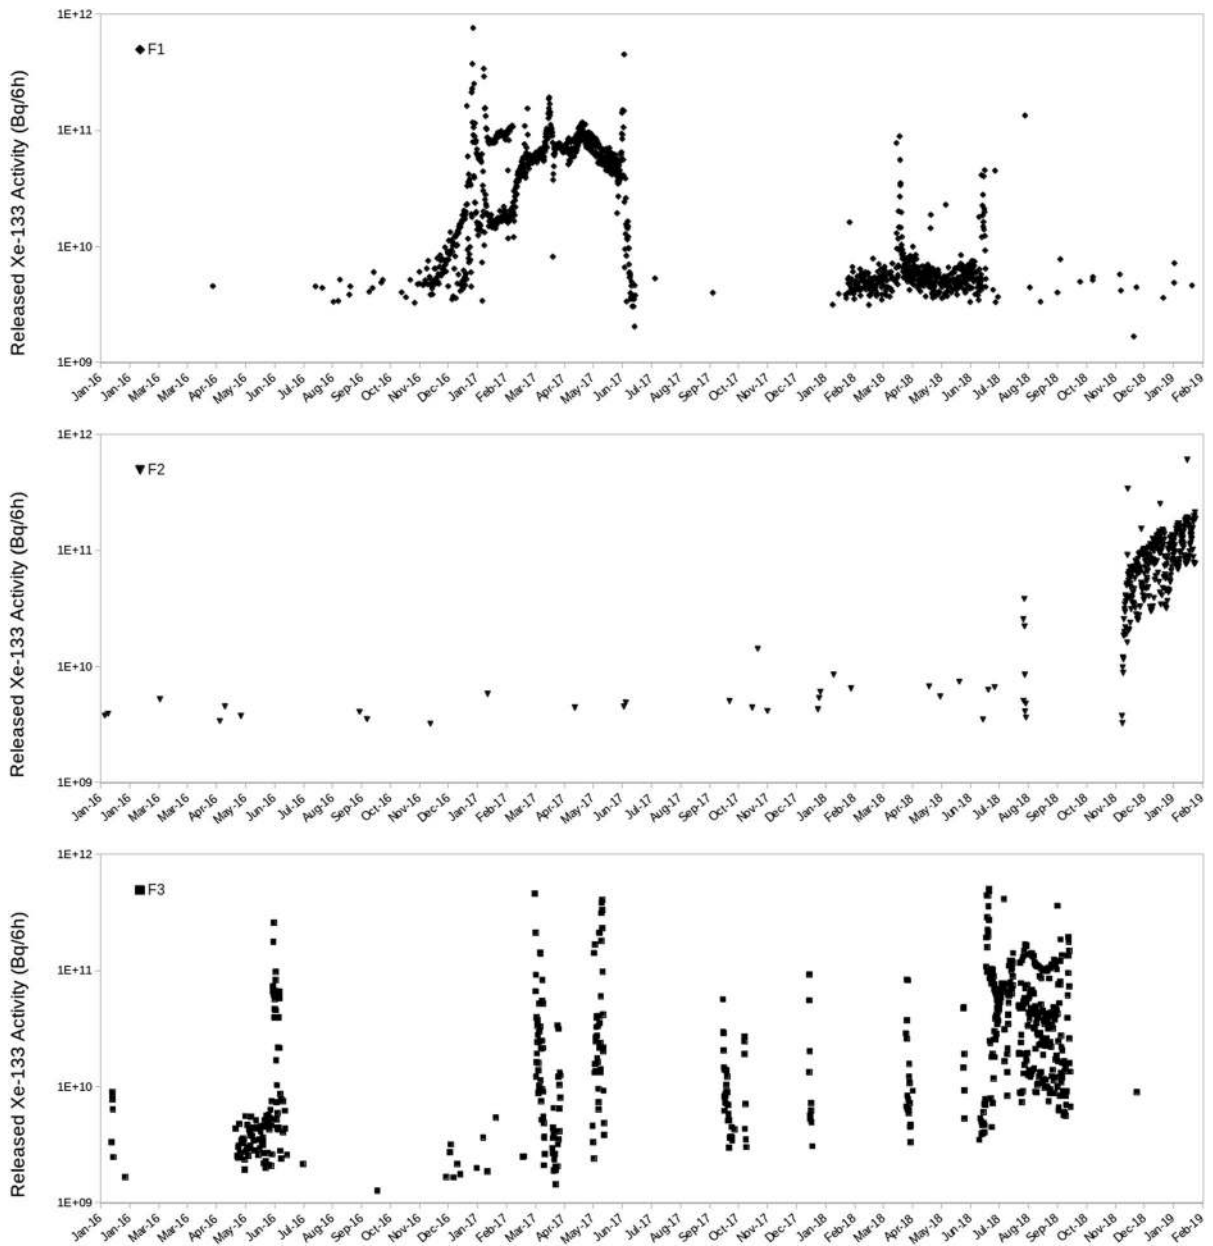 Released Xe-133 Activity (Bq/6h)
1E+12
1E+11
1E+10
1E+09
F1
Jan-16 Jan-16 Mar-16 Mar-16 Apr-16 May-16 Jun-16 Jul-16 Aug-16 Sep-16 Oct-16 Nov-16 Dec-16 Jan-17 Feb-17 Mar-17 Apr-17 May-17 Jun-17 Jul-17 Aug-17 Sep-17 Oct-17 Nov-17 Dec-17 Jan-18 Feb-18 Mar-18 Apr-18 May-18 Jun-18 Jul-18 Aug-18 Sep-18 Oct-18 Nov-18 Dec-18 Jan-19 Feb-19
Released Xe-133 Activity (Bq/6h)
1E+12
1E+11
1E+10
1E+09
F2
Jan-16 Jan-16 Mar-16 Mar-16 Apr-16 May-16 Jun-16 Jul-16 Aug-16 Sep-16 Oct-16 Nov-16 Dec-16 Jan-17 Feb-17 Mar-17 Apr-17 May-17 Jun-17 Jul-17 Aug-17 Sep-17 Oct-17 Nov-17 Dec-17 Jan-18 Feb-18 Mar-18 Apr-18 May-18 Jun-18 Jul-18 Aug-18 Sep-18 Oct-18 Nov-18 Dec-18 Jan-19 Feb-19
Released Xe-133 Activity (Bq/6h)
1E+12
1E+11
1E+10
1E+09
F3
Jan-16 Jan-16 Mar-16 Mar-16 Apr-16 May-16 Jun-16 Jul-16 Aug-16 Sep-16 Oct-16 Nov-16 Dec-16 Jan-17 Feb-17 Mar-17 Apr-17 May-17 Jun-17 Jul-17 Aug-17 Sep-17 Oct-17 Nov-17 Dec-17 Jan-18 Feb-18 Mar-18 Apr-18 May-18 Jun-18 Jul-18 Aug-18 Sep-18 Oct-18 Nov-18 Dec-18 Jan-19 Feb-19